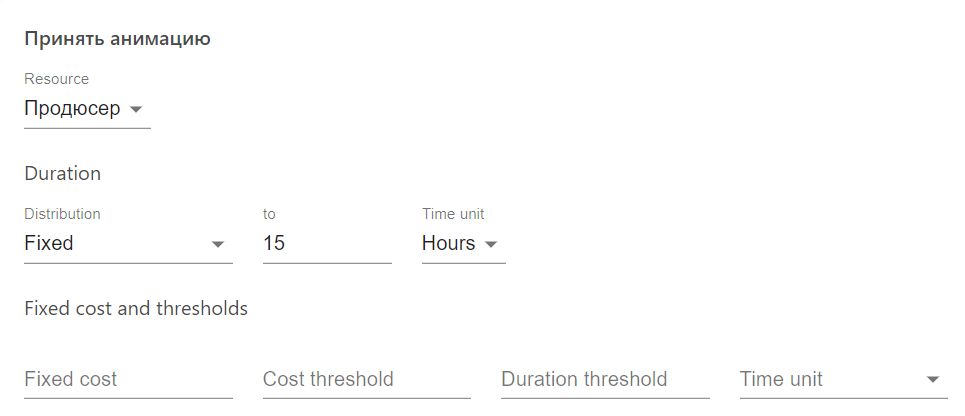 Принять анимацию
Resource
Продюсер
Duration
Distribution to Time unit
Fixed 15 Hours
Fixed cost and thresholds
Fixed cost Cost threshold Duration threshold Time unit